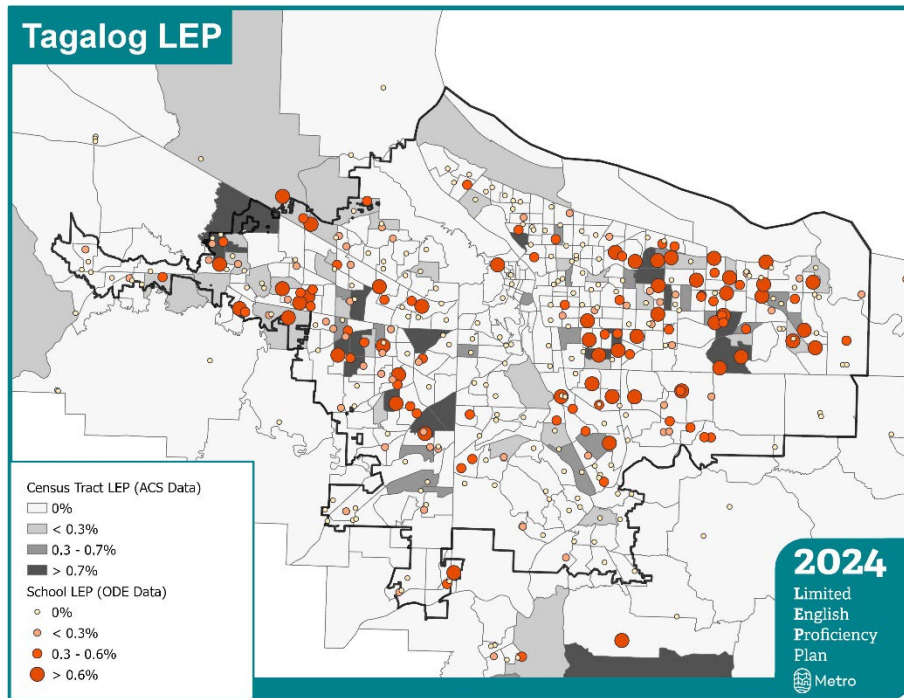 Tagalog LEP
Census Tract LEP (ACS Data)
0%
< 0.3%
0.3 - 0.7%
> 0.7%
School LEP (ODE Data)
0%
< 0.3%
0.3 - 0.6%
> 0.6%
2024
Limited
English
Proficiency
Plan
Metro